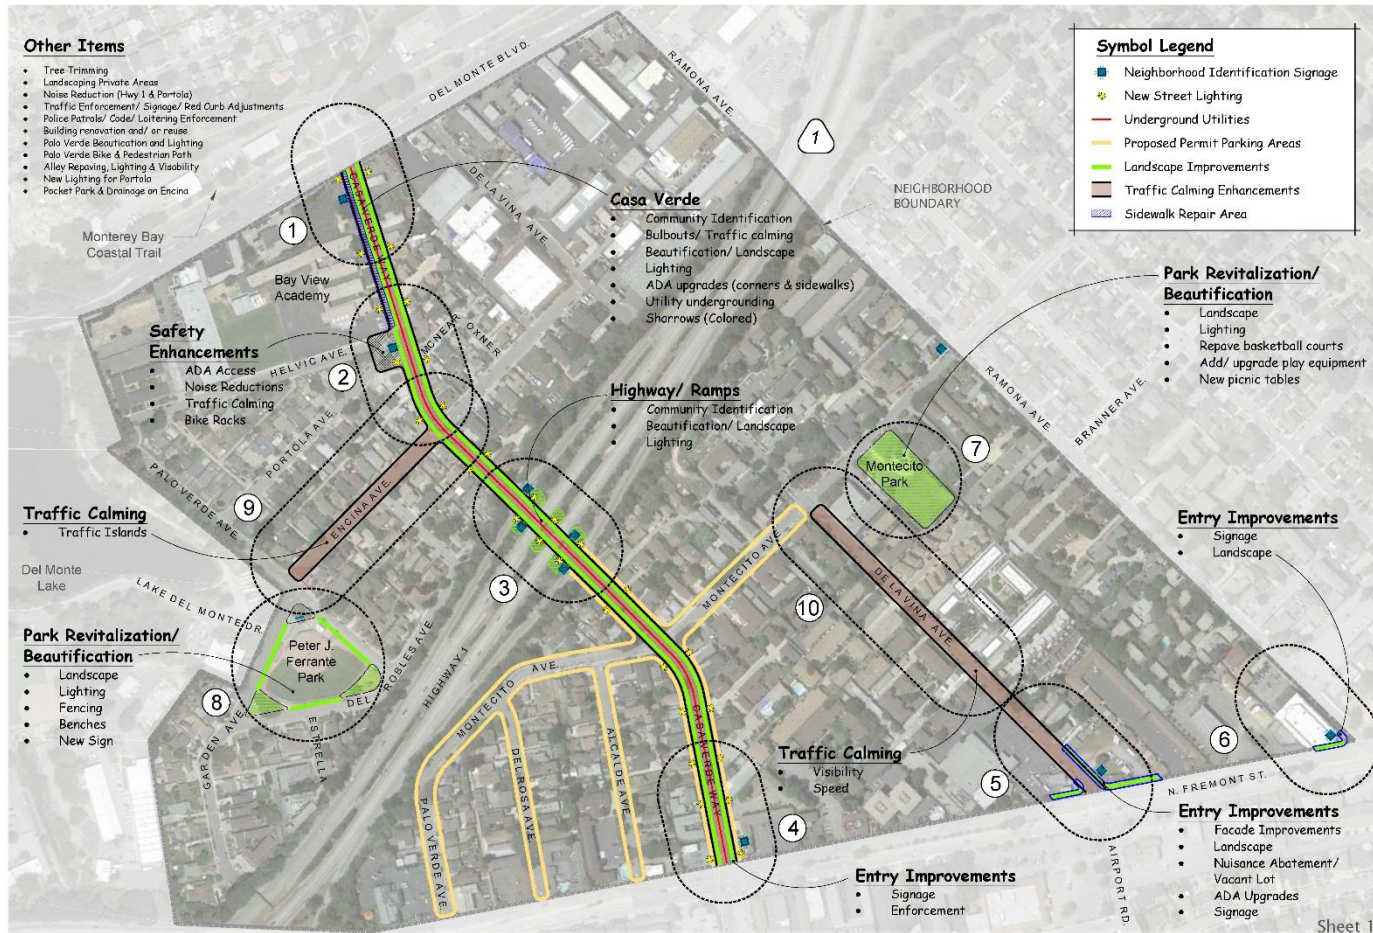 Other Items
Tree Trimming
Landscaping Private Areas
Noise Reduction (Hwy 1 & Portola)
Traffic Enforcement/ Signage/ Red Curb Adjustments
Police Patrols/ Code/ Loitering Enforcement
Building renovation and/ or reuse
Palo Verde Beautication and Lighting
Palo Verde Bike & Pedestrian Path
Alley Repaving, Lighting & Visability
New Lighting for Portola
Pocket Park & Drainage on Encina
Symbol Legend
Neighborhood Identification Signage
New Street Lighting
Underground Utilities
Proposed Permit Parking Areas
Landscape Improvements
Traffic Calming Enhancements
Sidewalk Repair Area
DEL MONTE BLVD.
RAMONA AVE.
1
NEIGHBORHOOD
BOUNDARY
DE LA VINA AVE.
CASA VERDE WAY
Monterey Bay
Coastal Trail
1
Bay View
Academy
Casa Verde
Community Identification
Bulbouts/ Traffic calming
Beautification/ Landscape
Lighting
ADA upgrades (corners & sidewalks)
Utility undergrounding
Sharrows (Colored)
Park Revitalization/
Beautification
Landscape
Lighting
Repave basketball courts
Add/ upgrade play equipment
New picnic tables
Safety
Enhancements
ADA Access
Noise Reductions
Traffic Calming
Bike Racks
HELVIC AVE.
2
MCNEAR
OXNER
Highway/ Ramps
Community Identification
Beautification/ Landscape
Lighting
RAMONA AVE.
BRANNER AVE.
PORTOLA AVE.
PALO VERDE AVE.
9
7
Montecito
Park
Traffic Calming
Traffic Islands
ENCINA AVE.
Entry Improvements
Signage
Landscape
Del Monte
Lake
LAKE DEL MONTE DR.
3
MONTECITO AVE.
10
DE LA VINA AVE.
Park Revitalization/
Beautification
Landscape
Lighting
Fencing
Benches
New Sign
Peter J.
Ferrante
Park
8
GARDEN AVE
ESTRELLA
DEL ROBLES AVE
HIGHWAY 1
MONTECITO AVE.
PALO VERDE AVE.
DEL ROSA AVE.
ALCALDE AVE.
CASA VERDE WAY
4
Traffic Calming
Visibility
Speed
5
6
N. FREMONT ST.
AIRPORT RD.
Entry Improvements
Signage
Enforcement
Entry Improvements
Facade Improvements
Landscape
Nuisance Abatement/
Vacant Lot
ADA Upgrades
Signage
Sheet 1